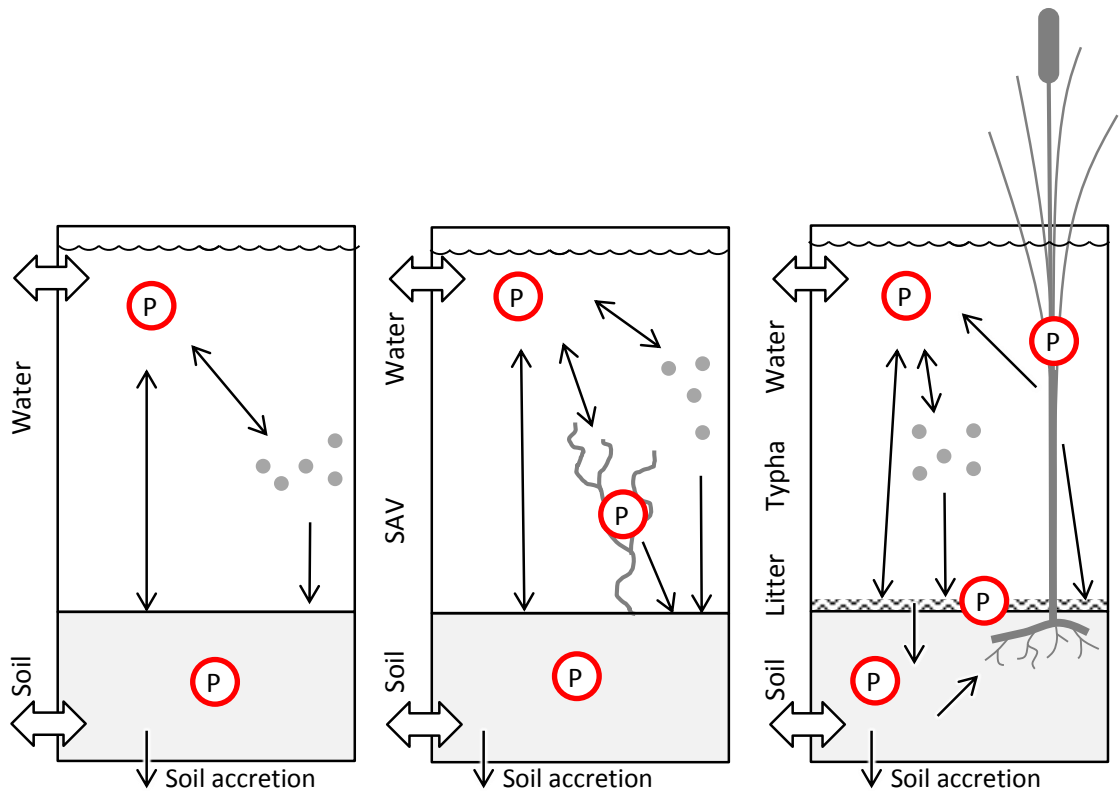 P
P
Water
Soil
Soil accretion
P
P
P
Water
SAV
Soil
Soil accretion
P
P
P
P
Water
Typha
Litter
Soil
Soil accretion